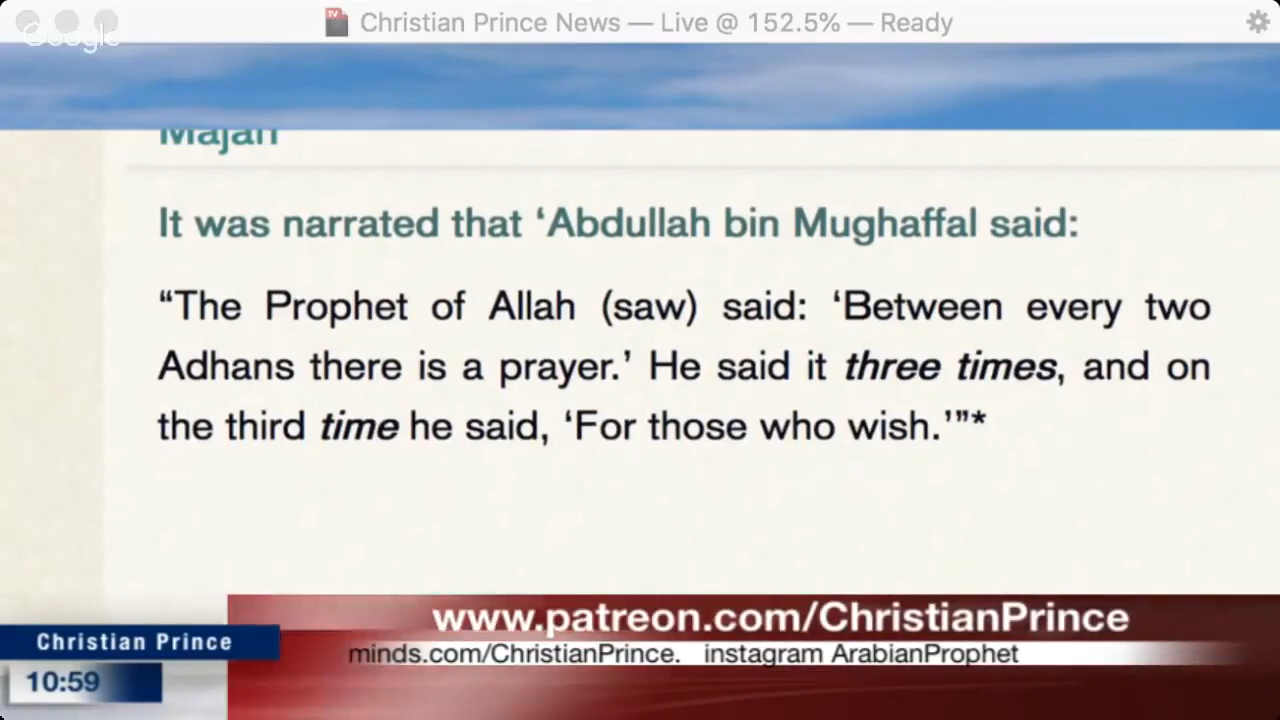 Christian Prince News — Live @ 152.5% — Ready
Google
TV
Majah
It was narrated that ‘Abdullah bin Mughaffal said:
“The Prophet of Allah (saw) said: ‘Between every two
Adhans there is a prayer.’ He said it three times, and on
the third time he said, ‘For those who wish.’”*
www.patreon.com/ChristianPrince
Christian Prince
minds.com/ChristianPrince. instagram ArabianProphet
10:59